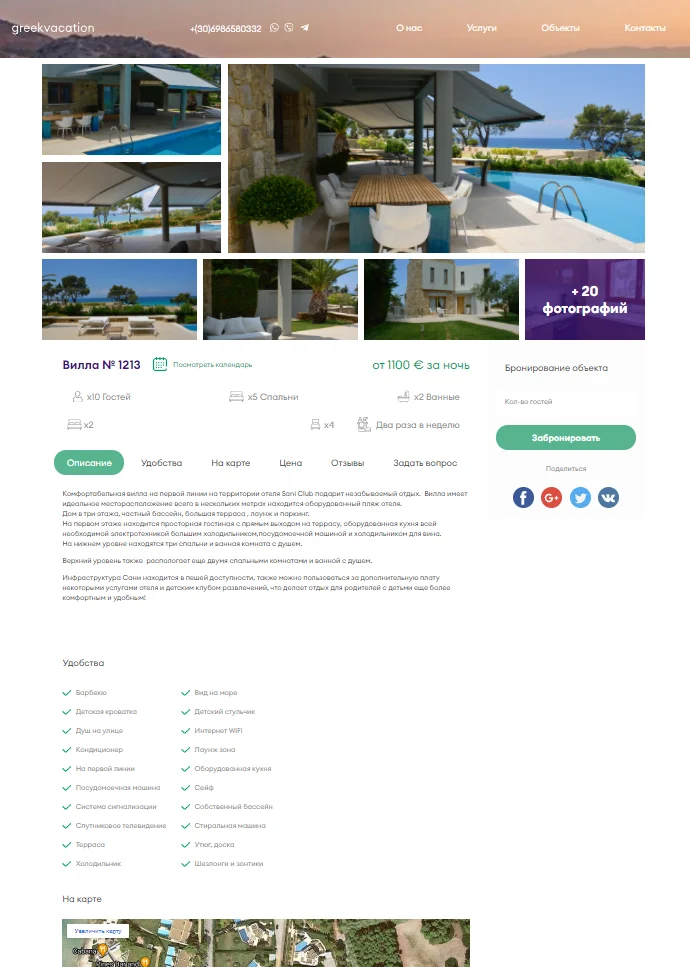 greekvacation
+(30)6986580332
О нас
Услуги
Объекты
Контакты
+ 20
фотографий
Вилла № 1213
Посмотреть календарь
от 1100 € за ночь
x10 Гостей
x5 Спальни
x2 Ванные
x2
x4
Два раза в неделю
Описание
Удобства
На карте
Цена
Отзывы
Задать вопрос
Бронирование объекта
Кол-во гостей
Забронировать
Поделиться
Комфортабельная вилла на первой линии на территории отеля Sani Club подарит незабываемый отдых. Вилла имеет
идеальное месторасположение всего в нескольких метрах находится оборудованный пляж отеля.
Дом в три этажа, частный бассейн, большая терраса , лаунж и паркинг.
На первом этаже находится просторная гостиная с прямым выходом на террасу, оборудованная кухня всей
необходимой электротехникой большим холодильником,посудомоечной машиной и холодильником для вина.
На нижнем уровне находятся три спальни и ванная комната с душем.
Верхний уровень также распологает еще двумя спальными комнатами и ванной с душем.
Инфраструктура Сани находится в пешей доступности, также можно пользоваться за дополнительную плату
некоторыми услугами отеля и детским клубом развлечений, что делает отдых для родителей с детьми еще более
комфортным и удобным!
Удобства
Барбекю
Вид на море
Детская кроватка
Детский стульчик
Душ на улице
Интернет WiFi
Кондиционер
Лаунж зона
На первой линии
Оборудованная кухня
Посудомоечная машина
Сейф
Система сигнализации
Собственный бассейн
Спутниковое телевидение
Стиральная машина
Терраса
Утюг, доска
Холодильник
Шезлонги и зонтики
На карте
Увеличить карту